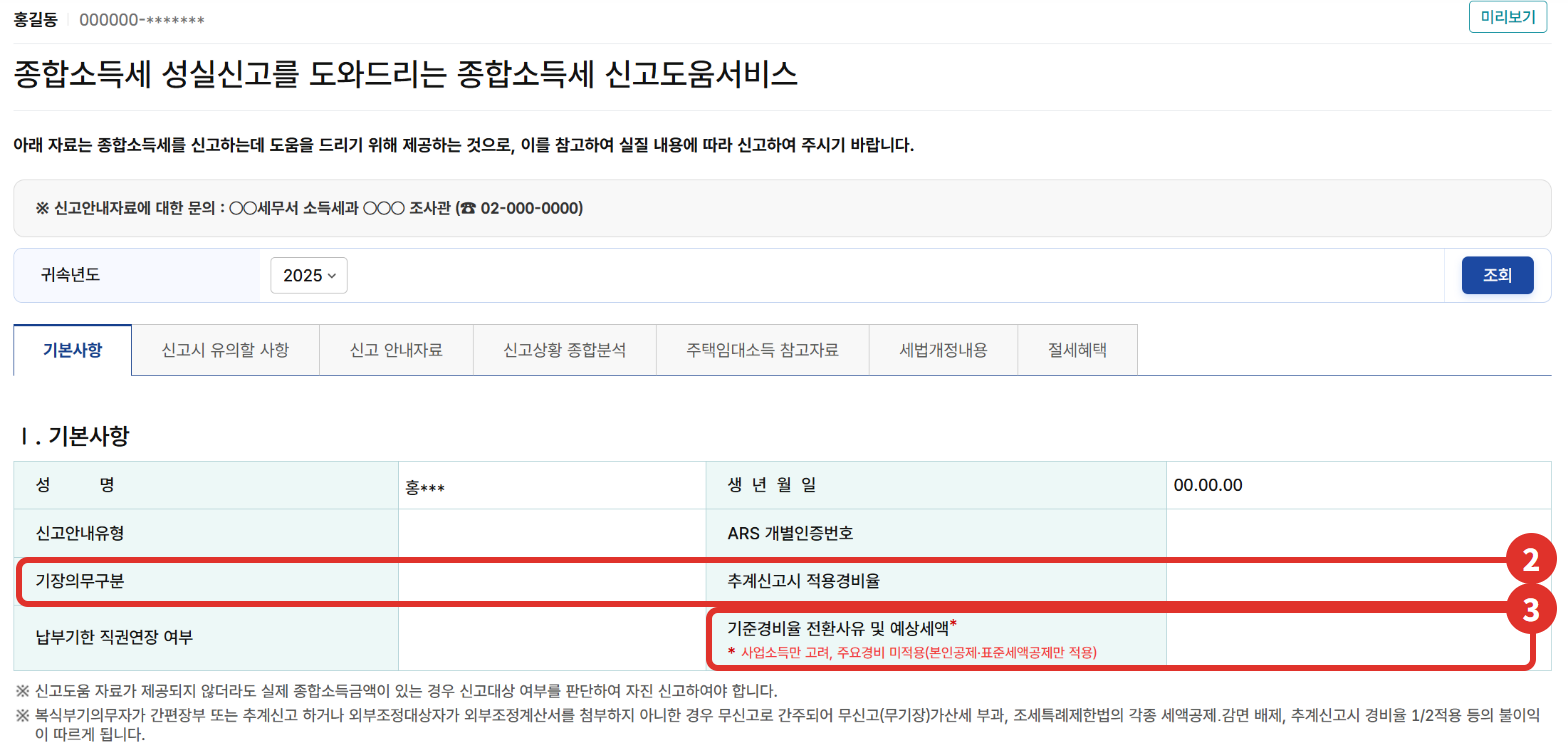 홍길동 000000-*******
미리보기
종합소득세 성실신고를 도와드리는 종합소득세 신고도움서비스
아래 자료는 종합소득세를 신고하는데 도움을 드리기 위해 제공하는 것으로, 이를 참고하여 실질 내용에 따라 신고하여 주시기 바랍니다.
※ 신고안내자료에 대한 문의 : ○○세무서 소득세과 ○○○ 조사관 (☎ 02-000-0000)
귀속년도 2025 조회
기본사항 신고시 유의할 사항 신고 안내자료 신고상황 종합분석 주택임대소득 참고자료 세법개정내용 절세혜택
Ⅰ. 기본사항
성 명 홍*** 생 년 월 일 00.00.00
신고안내유형 ARS 개별인증번호
2
기장의무구분 추계신고시 적용경비율
3
납부기한 직권연장 여부 기준경비율 전환사유 및 예상세액*
* 사업소득만 고려, 주요경비 미적용(본인공제·표준세액공제만 적용)
※ 신고도움 자료가 제공되지 않더라도 실제 종합소득금액이 있는 경우 신고대상 여부를 판단하여 자진 신고하여야 합니다.
※ 복식부기의무자가 간편장부 또는 추계신고 하거나 외부조정대상자가 외부조정계산서를 첨부하지 아니한 경우 무신고로 간주되어 무신고(무기장)가산세 부과, 조세특례제한법의 각종 세액공제.감면 배제, 추계신고시 경비율 1/2적용 등의 불이익
이 따르게 됩니다.